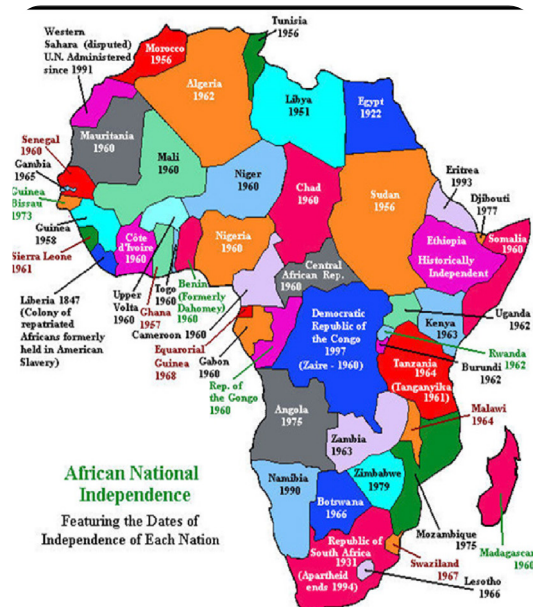 Western
Sahara (disputed)
U.N. Administered
since 1991
Morocco
1956
Tunisia
1956
Algeria
1962
Libya
1951
Egypt
1922
Mauritania
1960
Mali
1960
Niger
1960
Chad
1960
Sudan
1956
Eritrea
1993
Djibouti
1977
Senegal
1960
Gambia
1965
Guinea
Bissau
1973
Guinea
1958
Sierra Leone
1961
Liberia 1847
(Colony of
repatriated
Africans formerly
held in American
Slavery)
Côte
d'Ivoire
1960
Upper
Volta
1960
Ghana
1957
Togo
1960
Benin
(Formerly
Dahomey)
1960
Nigeria
1960
Cameroon 1960
Central
African Rep.
1960
Ethiopia
Historically
Independent
Somalia
1960
Equarorial
Guinea
1968
Gabon
1960
Rep. of
the Gongo
1960
Democratic
Republic of
the Congo
1997
(Zaire - 1960)
Uganda
1962
Kenya
1963
Rwanda
1962
Burundi
1962
Tanzania
1964
(Tanganyika
1961)
Angola
1975
Zambia
1963
Malawi
1964
Namibia
1990
Botswana
1966
Zimbabwe
1979
Mozambique
1975
Madagascar
1960
Republic of
South Africa
1931
(Apartheid
ends 1994)
Swaziland
1967
Lesotho
1966
African National
Independence
Featuring the Dates of
Independence of Each Nation